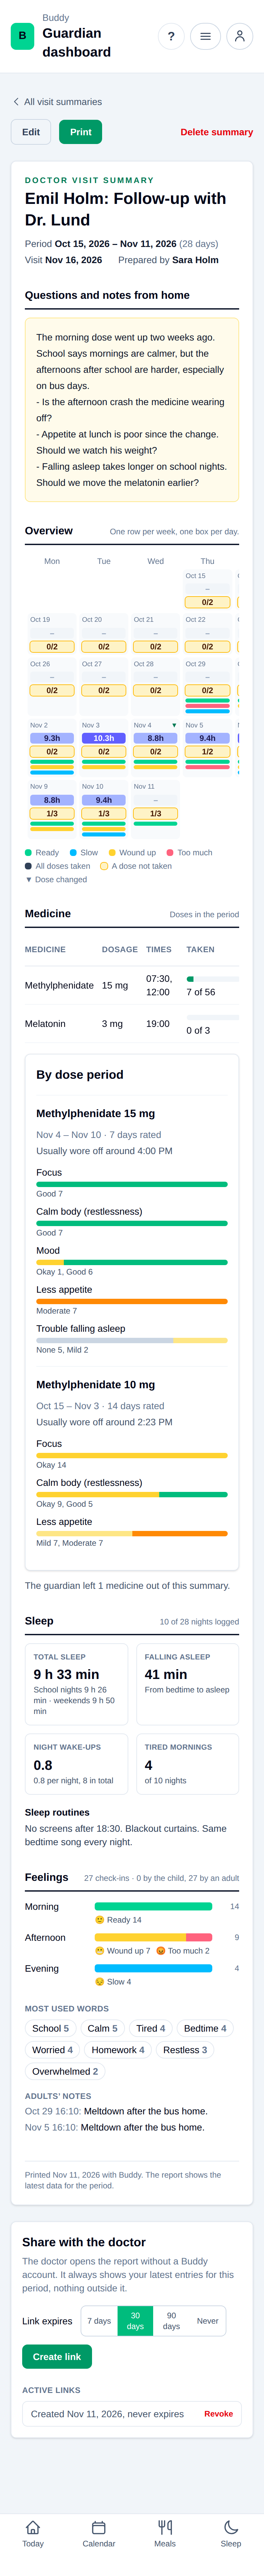 B
Buddy
Guardian
dashboard
?
All visit summaries
Edit
Print
Delete summary
DOCTOR VISIT SUMMARY
Emil Holm: Follow-up with
Dr. Lund
Period Oct 15, 2026 – Nov 11, 2026 (28 days)
Visit Nov 16, 2026 Prepared by Sara Holm
Questions and notes from home
The morning dose went up two weeks ago.
School says mornings are calmer, but the
afternoons after school are harder, especially
on bus days.
- Is the afternoon crash the medicine wearing
off?
- Appetite at lunch is poor since the change.
Should we watch his weight?
- Falling asleep takes longer on school nights.
Should we move the melatonin earlier?
Overview
One row per week, one box per day.
Mon Tue Wed Thu
Oct 15
–
0/2
Oct 19 Oct 20 Oct 21 Oct 22
– – – –
0/2 0/2 0/2 0/2
Oct 26 Oct 27 Oct 28 Oct 29
– – – –
0/2 0/2 0/2 0/2
Nov 2 Nov 3 Nov 4 ▼ Nov 5
9.3h 10.3h 8.8h 9.4h
0/2 0/2 0/2 1/2
Nov 9 Nov 10 Nov 11
8.8h 9.4h –
1/3 1/3 1/3
Ready Slow Wound up Too much
All doses taken A dose not taken
▼ Dose changed
Medicine
Doses in the period
MEDICINE DOSAGE TIMES TAKEN
Methylphenidate 15 mg 07:30, 12:00 7 of 56
Melatonin 3 mg 19:00 0 of 3
By dose period
Methylphenidate 15 mg
Nov 4 – Nov 10 · 7 days rated
Usually wore off around 4:00 PM
Focus
Good 7
Calm body (restlessness)
Good 7
Mood
Okay 1, Good 6
Less appetite
Moderate 7
Trouble falling asleep
None 5, Mild 2
Methylphenidate 10 mg
Oct 15 – Nov 3 · 14 days rated
Usually wore off around 2:23 PM
Focus
Okay 14
Calm body (restlessness)
Okay 9, Good 5
Less appetite
Mild 7, Moderate 7
The guardian left 1 medicine out of this summary.
Sleep
10 of 28 nights logged
TOTAL SLEEP
9 h 33 min
School nights 9 h 26
min · weekends 9 h 50
min
FALLING ASLEEP
41 min
From bedtime to asleep
NIGHT WAKE-UPS
0.8
0.8 per night, 8 in total
TIRED MORNINGS
4
of 10 nights
Sleep routines
No screens after 18:30. Blackout curtains. Same
bedtime song every night.
Feelings
27 check-ins · 0 by the child, 27 by an adult
Morning 14
Ready 14
Afternoon 9
Wound up 7 Too much 2
Evening 4
Slow 4
MOST USED WORDS
School 5 Calm 5 Tired 4 Bedtime 4
Worried 4 Homework 4 Restless 3
Overwhelmed 2
ADULTS' NOTES
Oct 29 16:10: Meltdown after the bus home.
Nov 5 16:10: Meltdown after the bus home.
Printed Nov 11, 2026 with Buddy. The report shows the
latest data for the period.
Share with the doctor
The doctor opens the report without a Buddy
account. It always shows your latest entries for this
period, nothing outside it.
Link expires 7 days 30 days 90 days Never
Create link
ACTIVE LINKS
Created Nov 11, 2026, never expires Revoke
Today Calendar Meals Sleep